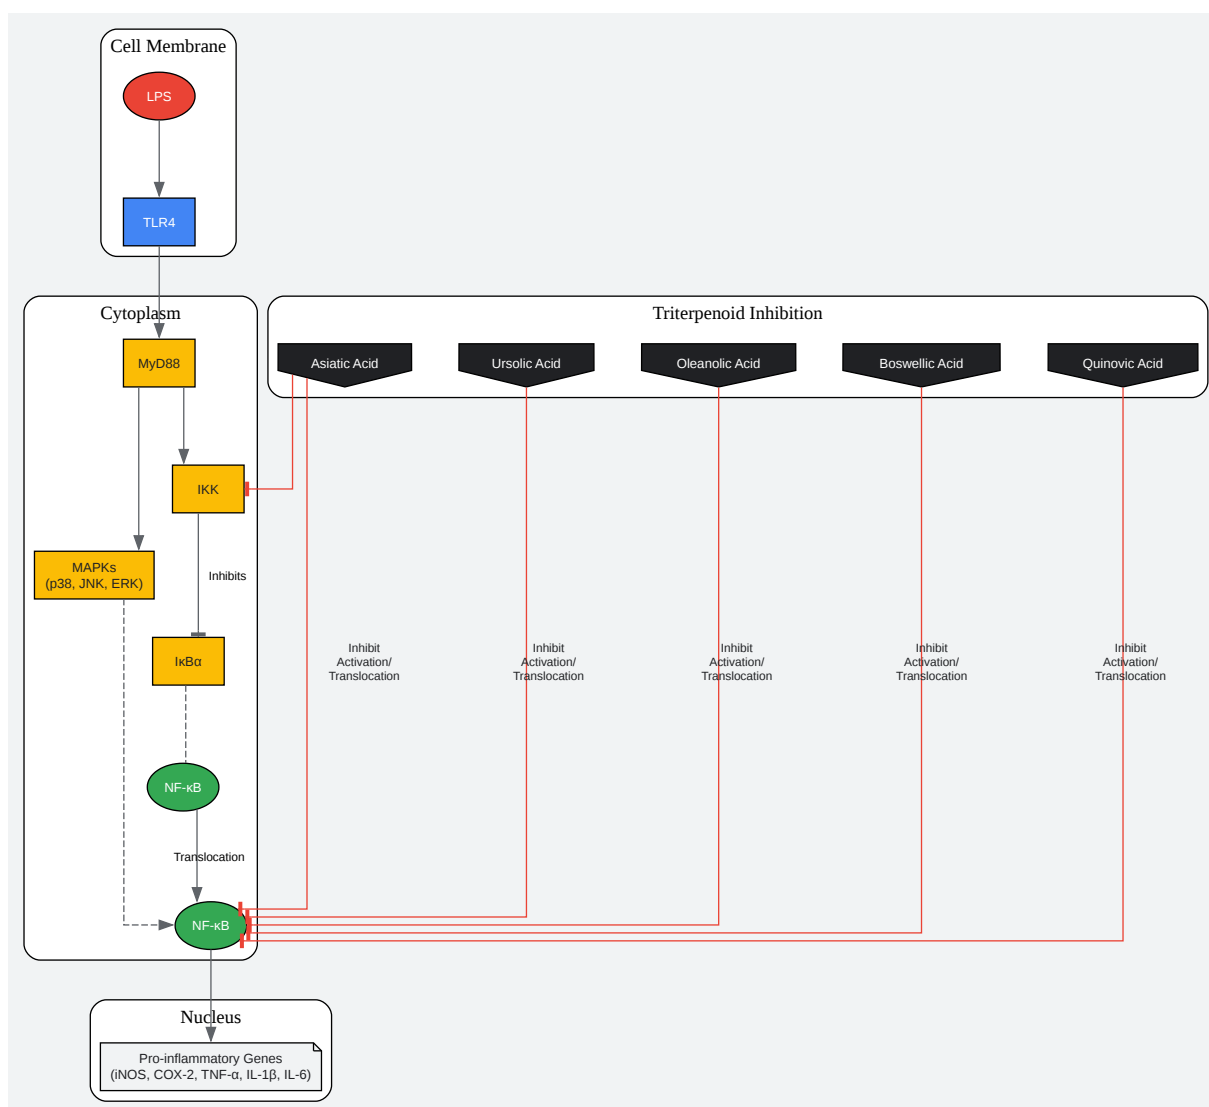 Cell Membrane
LPS
TLR4
Cytoplasm
MyD88
IKK
MAPKs
(p38, JNK, ERK)
Inhibits
IκBα
NF-κB
Translocation
NF-κB
Triterpenoid Inhibition
Asiatic Acid
Ursolic Acid
Oleanolic Acid
Boswellic Acid
Quinovic Acid
Inhibit
Activation/
Translocation
Inhibit
Activation/
Translocation
Inhibit
Activation/
Translocation
Inhibit
Activation/
Translocation
Inhibit
Activation/
Translocation
Nucleus
Pro-inflammatory Genes
(iNOS, COX-2, TNF-α, IL-1β, IL-6)